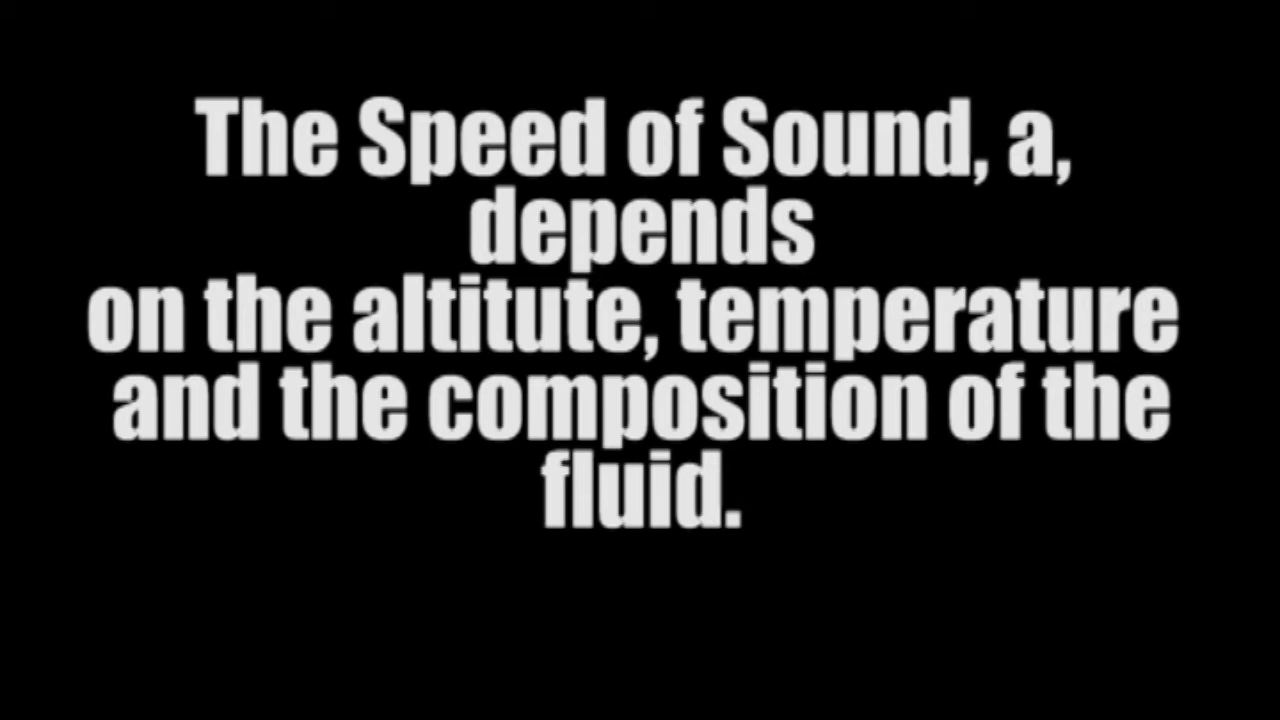 The Speed of Sound, a,
depends
on the altitute, temperature
and the composition of the
fluid.